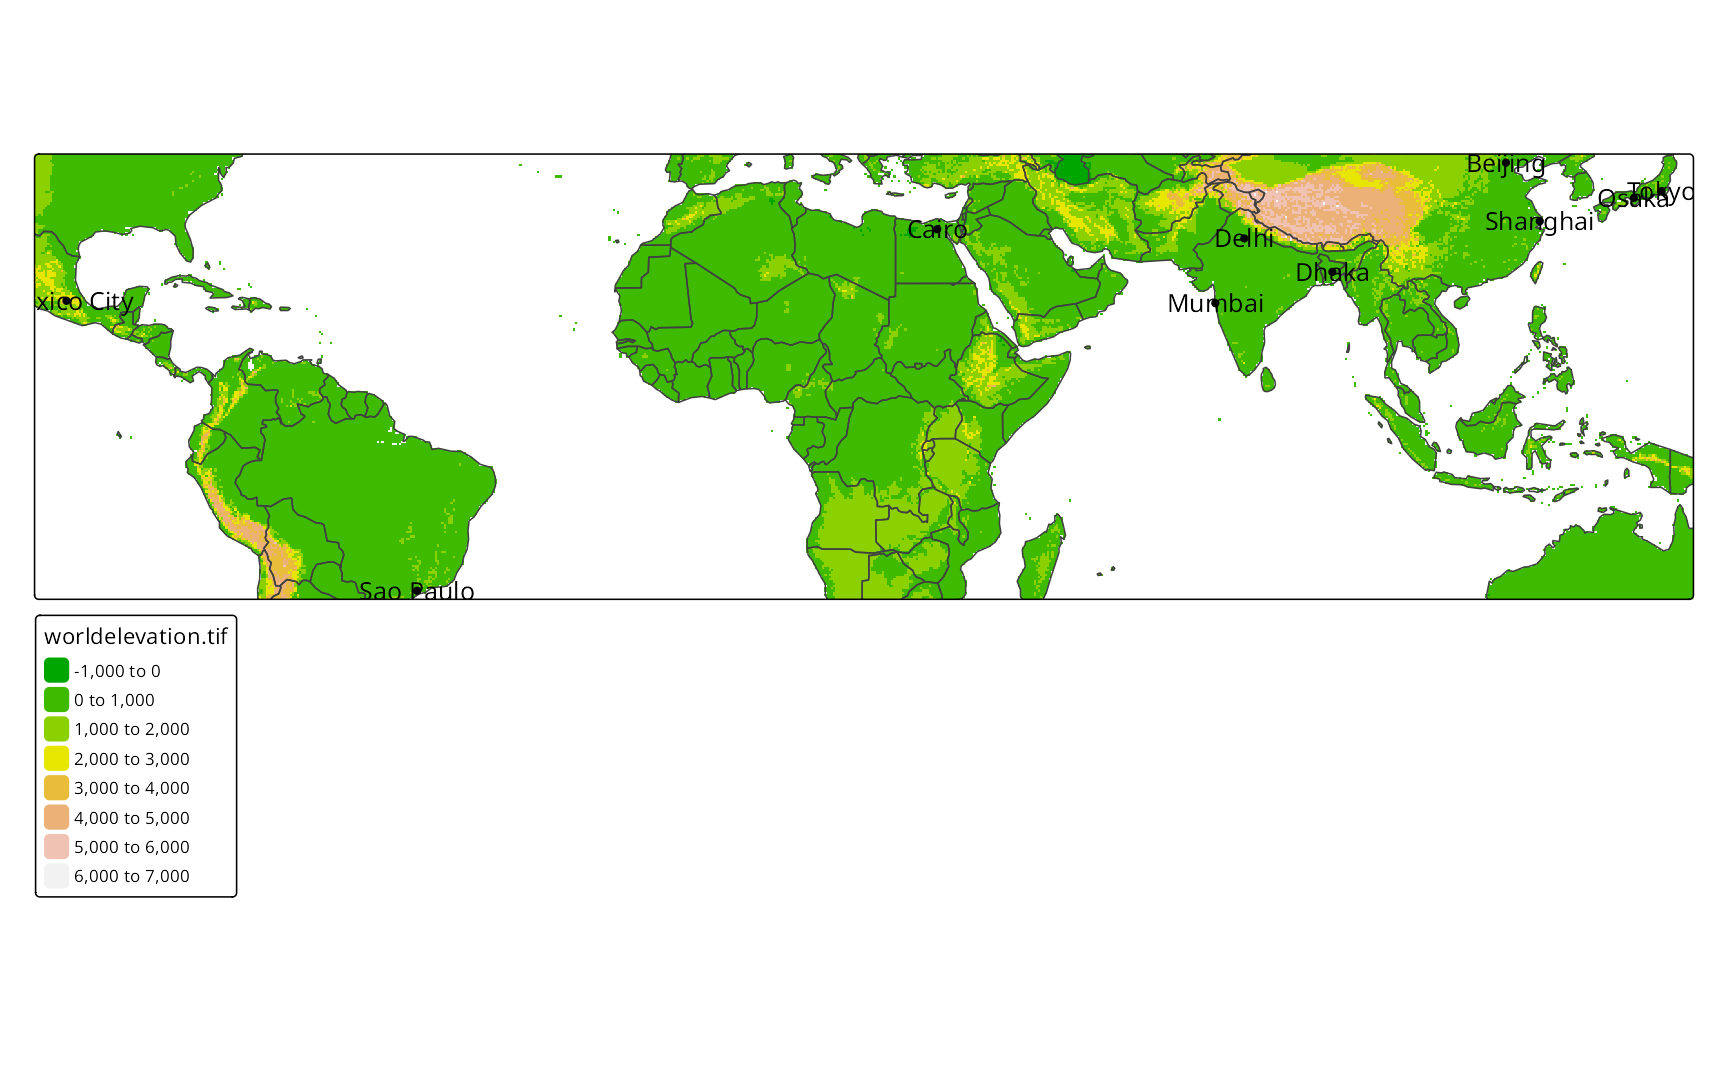 Beijing
Tokyo
Osaka
Shanghai
Cairo
Delhi
Dhaka
xico City
Mumbai
Sao Paulo
worldelevation.tif
-1,000 to 0
0 to 1,000
1,000 to 2,000
2,000 to 3,000
3,000 to 4,000
4,000 to 5,000
5,000 to 6,000
6,000 to 7,000